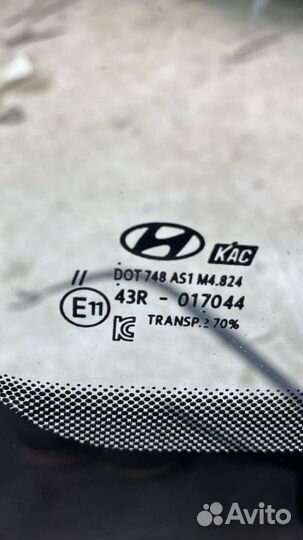 KAC
DOT 748 AS1 M4.824
// 43R - 017044
E11
TRANSP.≥70%
Avito